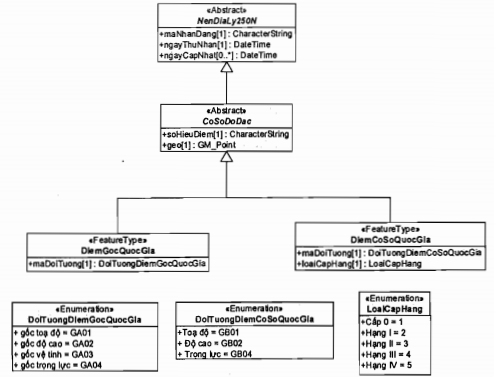 «Abstract»
NenDiaLy250N
+maNhanDang[1] : CharacterString
+ngayThuNhan[1] : DateTime
+ngayCapNhat[0..*] : DateTime
«Abstract»
CoSoDoDac
+soHieuDiem[1] : CharacterString
+geo[1] : GM_Point
«FeatureType»
DiemGocQuocGia
+maDoiTuong[1] : DoiTuongDiemGocQuocGia
«FeatureType»
DiemCoSoQuocGia
+maDoiTuong[1] : DoiTuongDiemCoSoQuocGia
+loaiCapHang[1] : LoaiCapHang
«Enumeration»
DoiTuongDiemGocQuocGia
+ gốc toạ độ = GA01
+ gốc độ cao = GA02
+ gốc vệ tinh = GA03
+ gốc trọng lực = GA04
«Enumeration»
DoiTuongDiemCoSoQuocGia
+Toạ độ = GB01
+ Độ cao = GB02
+ Trong lực = GB04
«Enumeration»
LoaiCapHang
+Cấp 0 = 1
+Hạng I = 2
+Hạng II = 3
+Hạng III = 4
+Hạng IV = 5